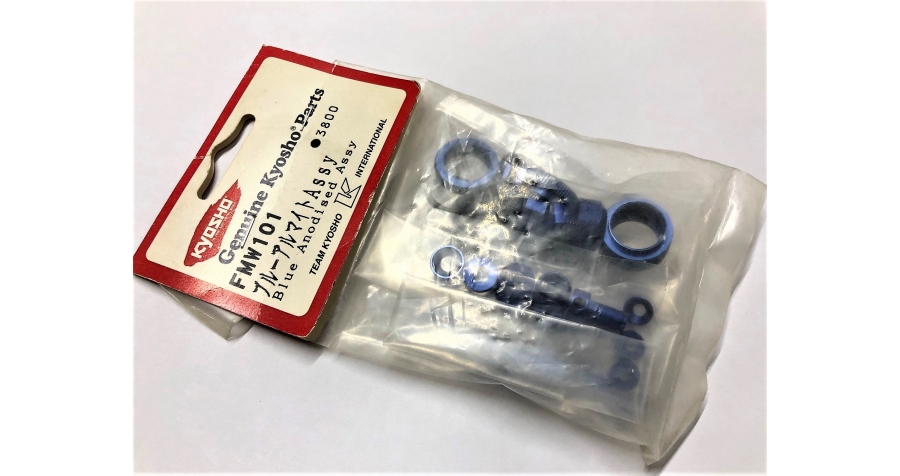 KYOSHO
Genuine Kyosho® Parts
FMW101 ●3800
ブルーアルマイトAssy
Blue Anodised Assy
TEAM KYOSHO K INTERNATIONAL